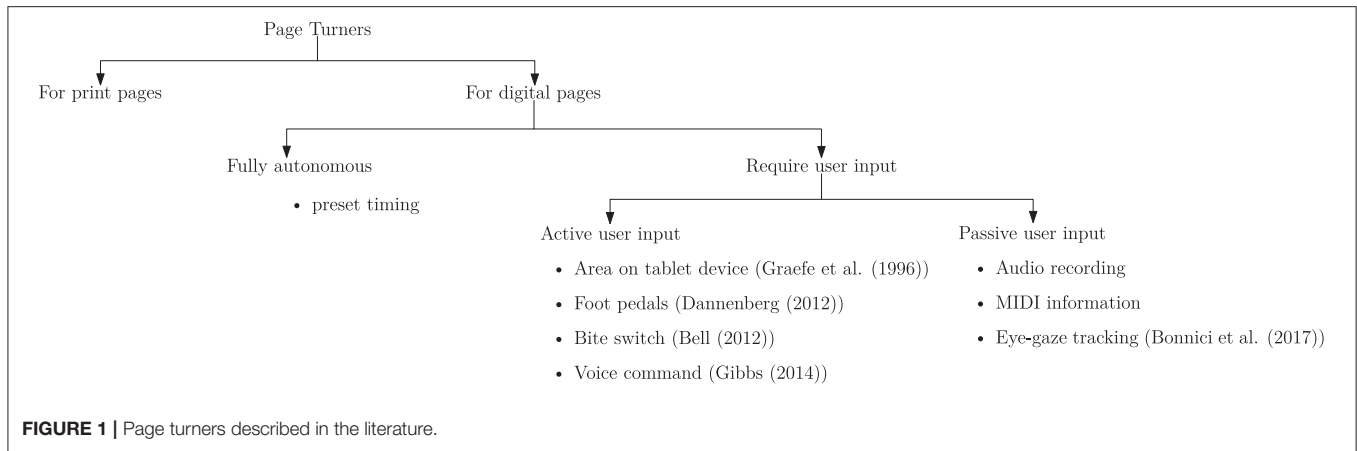 Page Turners
For print pages
For digital pages
Fully autonomous
• preset timing
Require user input
Active user input
• Area on tablet device (Graefe et al. (1996))
• Foot pedals (Dannenberg (2012))
• Bite switch (Bell (2012))
• Voice command (Gibbs (2014))
Passive user input
• Audio recording
• MIDI information
• Eye-gaze tracking (Bonnici et al. (2017))
FIGURE 1 | Page turners described in the literature.